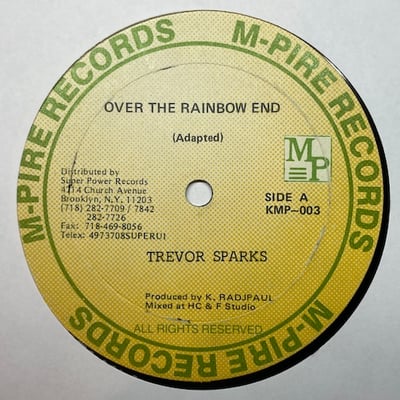 M-PIRE RECORDS
M-PIRE RECORDS
OVER THE RAINBOW END
(Adapted)
MP
Distributed by
Super Power Records
4114 Church Avenue
Brooklyn, N.Y. 11203
(718) 282-7709 / 7842
282-7726
Fax: 718-469-8056
Telex: 4973708SUPERUI
SIDE A
KMP-003
TREVOR SPARKS
Produced by K. RADJPAUL
Mixed at HC & F Studio
ALL RIGHTS RESERVED
M-PIRE RECORDS